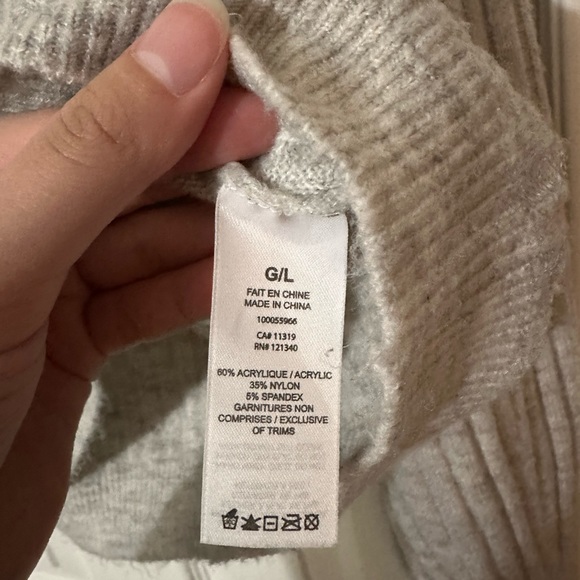 G/L
FAIT EN CHINE
MADE IN CHINA
100055966
CA# 11319
RN# 121340
60% ACRYLIQUE / ACRYLIC
35% NYLON
5% SPANDEX
GARNITURES NON
COMPRISES / EXCLUSIVE
OF TRIMS